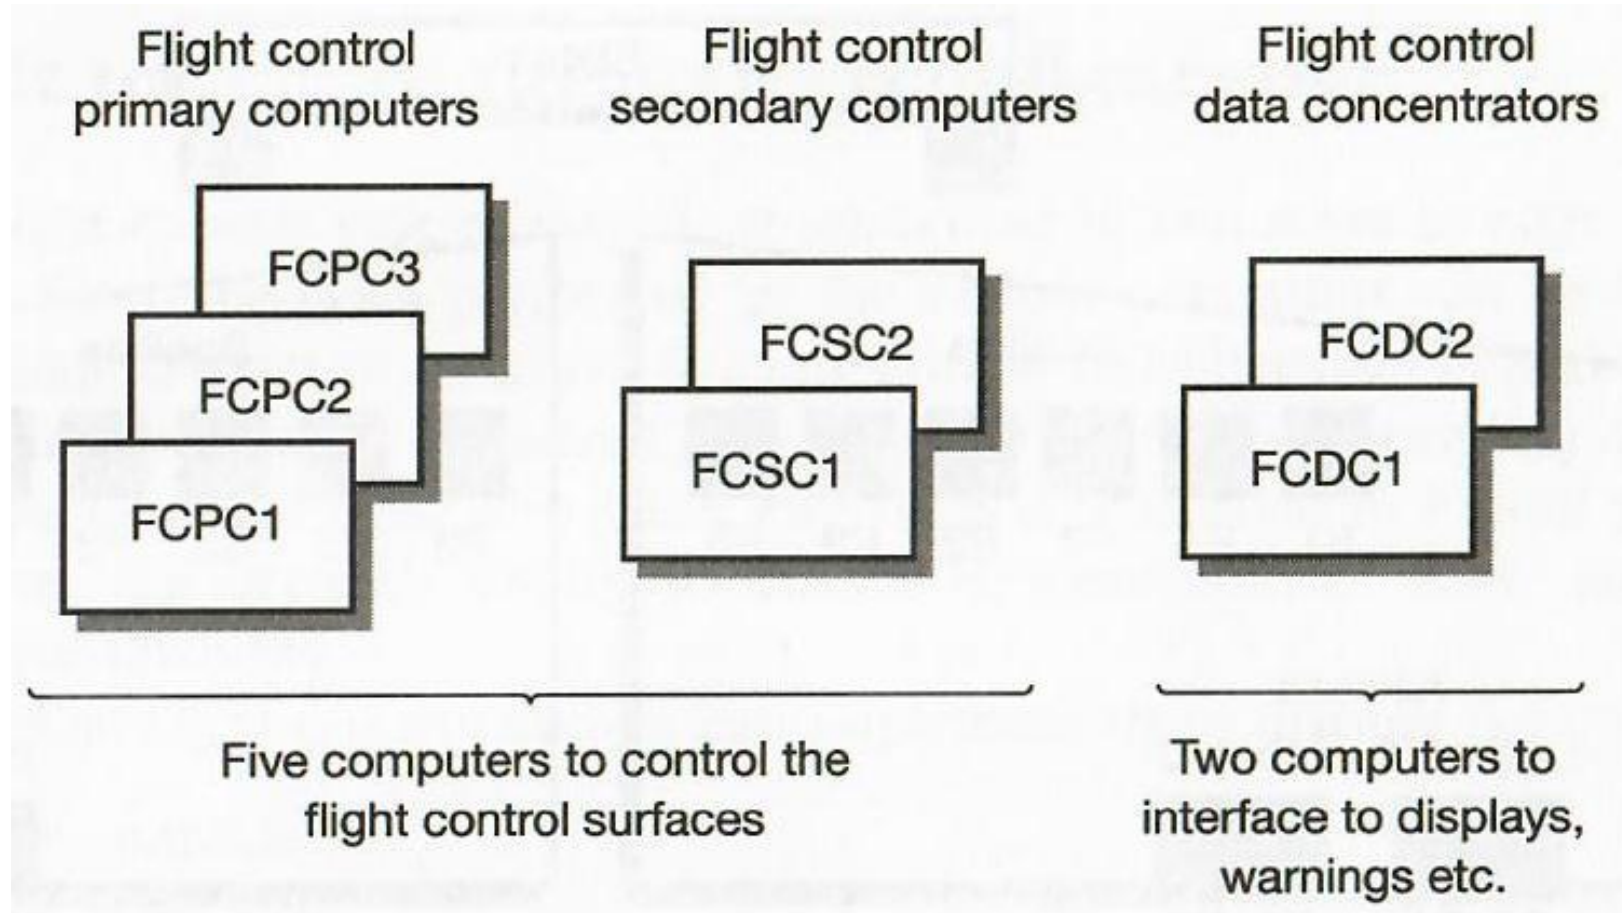 Flight control
primary computers
Flight control
secondary computers
Flight control
data concentrators
FCPC3
FCPC2
FCPC1
FCSC2
FCSC1
FCDC2
FCDC1
Five computers to control the
flight control surfaces
Two computers to
interface to displays,
warnings etc.